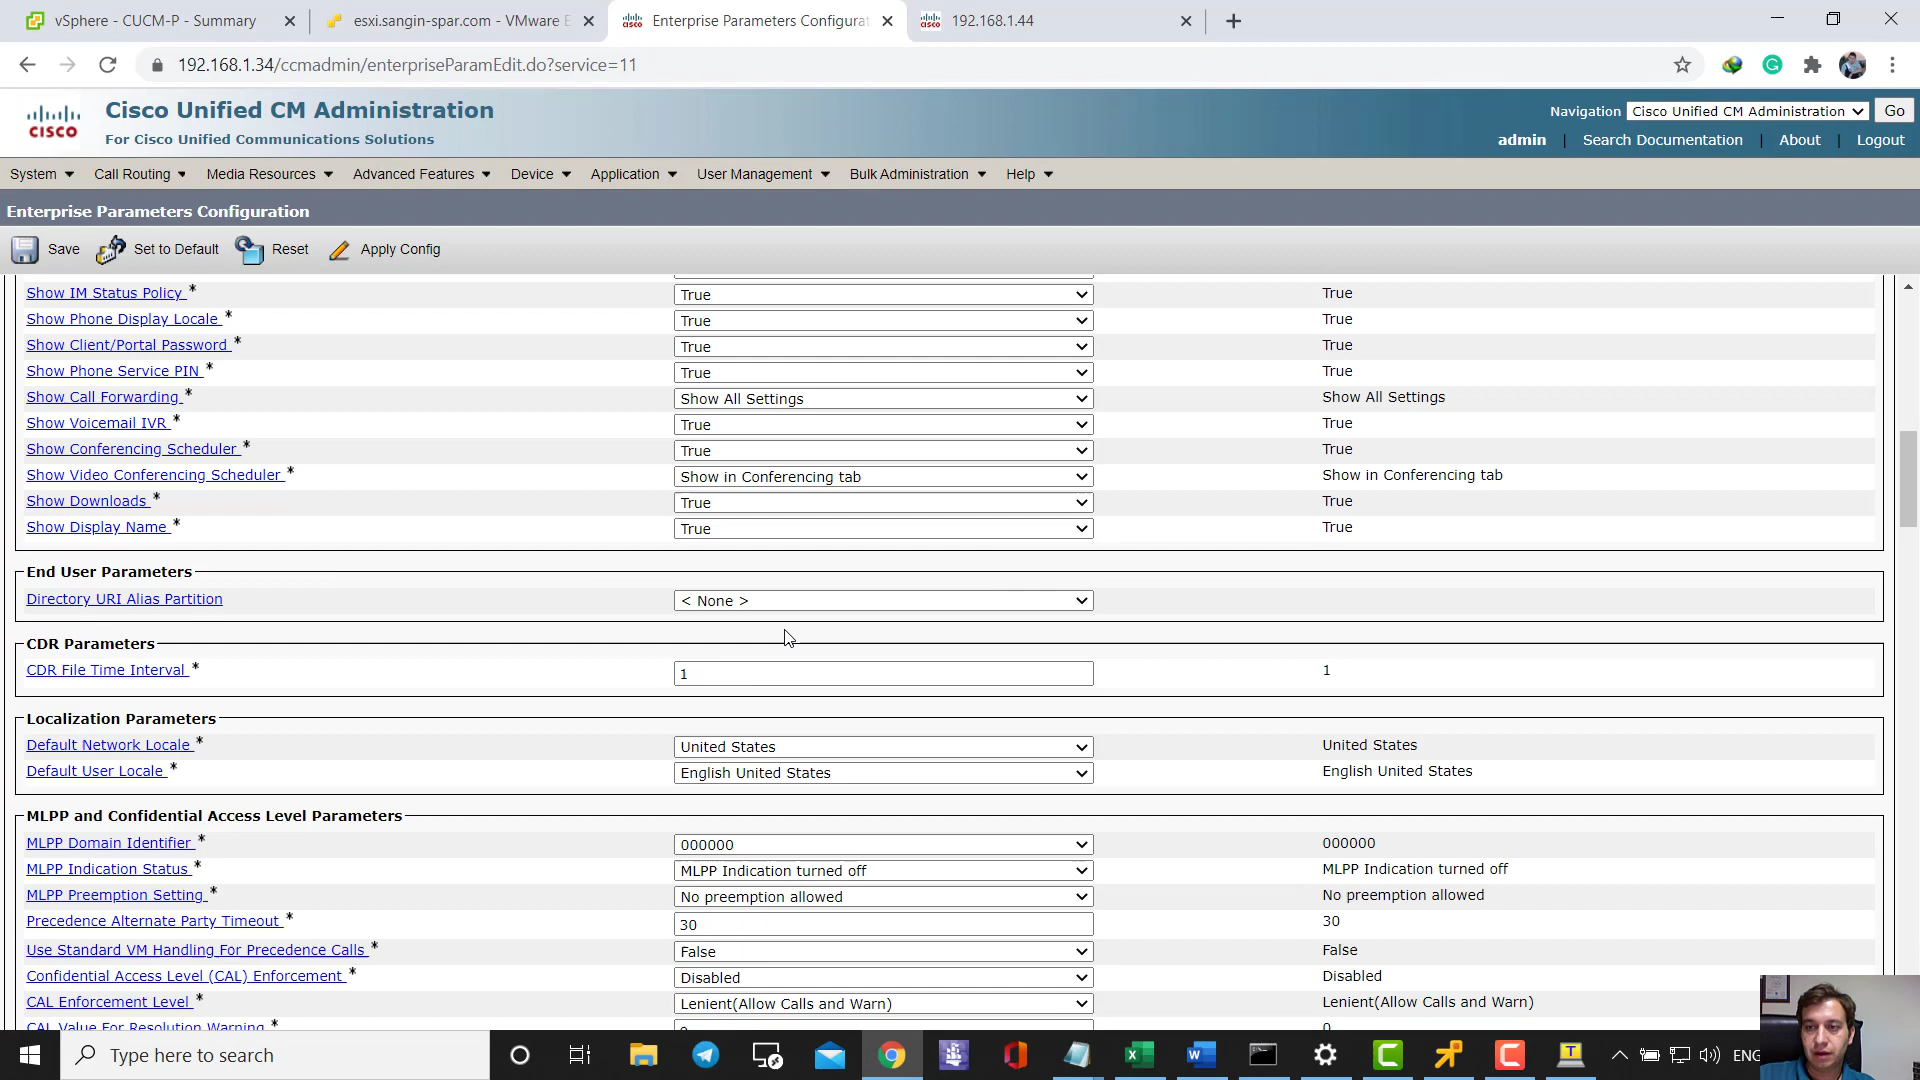 vSphere - CUCM-P - Summary
esxi.sangin-spar.com - VMware E
Enterprise Parameters Configurat
192.168.1.44
192.168.1.34/ccmadmin/enterpriseParamEdit.do?service=11
CISCO
Cisco Unified CM Administration
For Cisco Unified Communications Solutions
Navigation Cisco Unified CM Administration Go
admin | Search Documentation | About | Logout
System Call Routing Media Resources Advanced Features Device Application User Management Bulk Administration Help
Enterprise Parameters Configuration
Save Set to Default Reset Apply Config
Show IM Status Policy * True True
Show Phone Display Locale * True True
Show Client/Portal Password * True True
Show Phone Service PIN * True True
Show Call Forwarding * Show All Settings Show All Settings
Show Voicemail IVR * True True
Show Conferencing Scheduler * True True
Show Video Conferencing Scheduler * Show in Conferencing tab Show in Conferencing tab
Show Downloads * True True
Show Display Name * True True
End User Parameters
Directory URI Alias Partition < None >
CDR Parameters
CDR File Time Interval * 1 1
Localization Parameters
Default Network Locale * United States United States
Default User Locale * English United States English United States
MLPP and Confidential Access Level Parameters
MLPP Domain Identifier * 000000 000000
MLPP Indication Status * MLPP Indication turned off MLPP Indication turned off
MLPP Preemption Setting * No preemption allowed No preemption allowed
Precedence Alternate Party Timeout * 30 30
Use Standard VM Handling For Precedence Calls * False False
Confidential Access Level (CAL) Enforcement * Disabled Disabled
CAL Enforcement Level * Lenient(Allow Calls and Warn) Lenient(Allow Calls and Warn)
CAL Value For Resolution Warning * 0 0
Type here to search
ENG